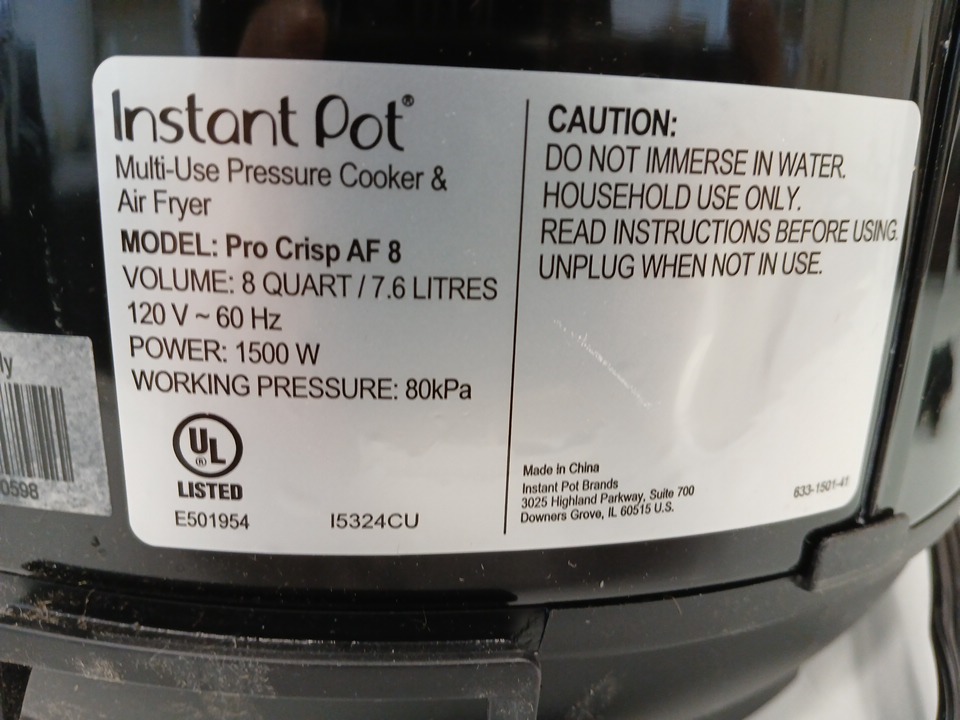 Instant Pot®
Multi-Use Pressure Cooker &
Air Fryer
MODEL: Pro Crisp AF 8
VOLUME: 8 QUART / 7.6 LITRES
120 V ~ 60 Hz
POWER: 1500 W
WORKING PRESSURE: 80kPa
UL®
LISTED
E501954 I5324CU
CAUTION:
DO NOT IMMERSE IN WATER.
HOUSEHOLD USE ONLY.
READ INSTRUCTIONS BEFORE USING.
UNPLUG WHEN NOT IN USE.
Made in China
Instant Pot Brands
3025 Highland Parkway, Suite 700
Downers Grove, IL 60515 U.S.
633-1501-41
ly
0598